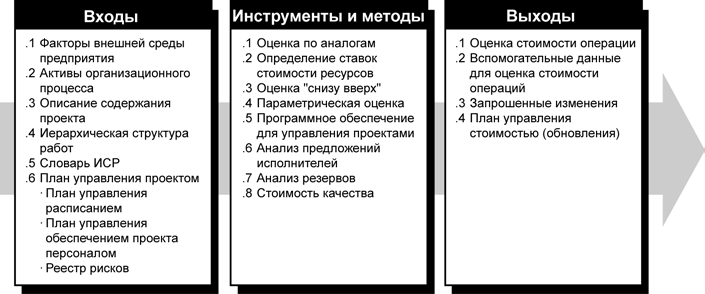 Входы
.1 Факторы внешней среды
предприятия
.2 Активы организационного
процесса
.3 Описание содержания
проекта
.4 Иерархическая структура
работ
.5 Словарь ИСР
.6 План управления проектом
· План управления
расписанием
· План управления
обеспечением проекта
персоналом
· Реестр рисков
Инструменты и методы
.1 Оценка по аналогам
.2 Определение ставок
стоимости ресурсов
.3 Оценка "снизу вверх"
.4 Параметрическая оценка
.5 Программное обеспечение
для управления проектами
.6 Анализ предложений
исполнителей
.7 Анализ резервов
.8 Стоимость качества
Выходы
.1 Оценка стоимости операции
.2 Вспомогательные данные
для оценка стоимости
операций
.3 Запрошенные изменения
.4 План управления
стоимостью (обновления)